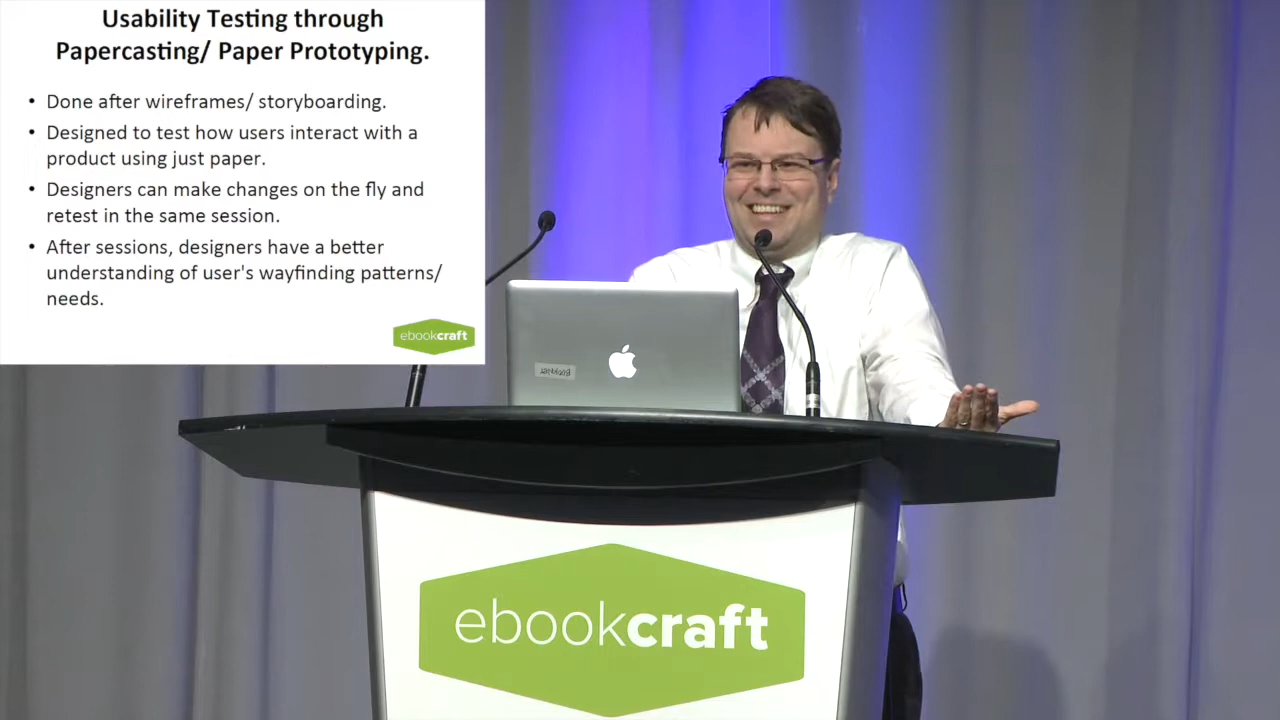 Usability Testing through
Papercasting/ Paper Prototyping.
• Done after wireframes/ storyboarding.
• Designed to test how users interact with a
product using just paper.
• Designers can make changes on the fly and
retest in the same session.
• After sessions, designers have a better
understanding of user's wayfinding patterns/
needs.
ebookcraft
ebookcraft